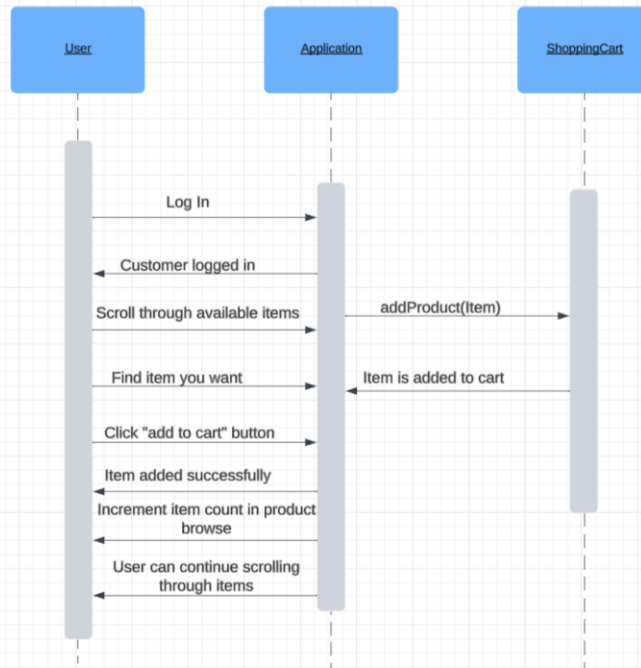 User
Application
ShoppingCart
Log In
Customer logged in
Scroll through available items
addProduct(Item)
Find item you want
Item is added to cart
Click "add to cart" button
Item added successfully
Increment item count in product
browse
User can continue scrolling
through items